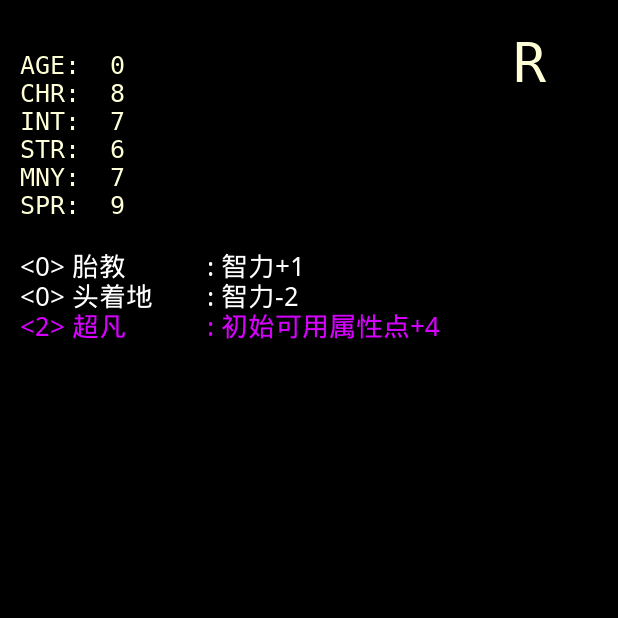 R
AGE: 0
CHR: 8
INT: 7
STR: 6
MNY: 7
SPR: 9
<0> 胎教 : 智力+1
<0> 头着地 : 智力-2
<2> 超凡 : 初始可用属性点+4